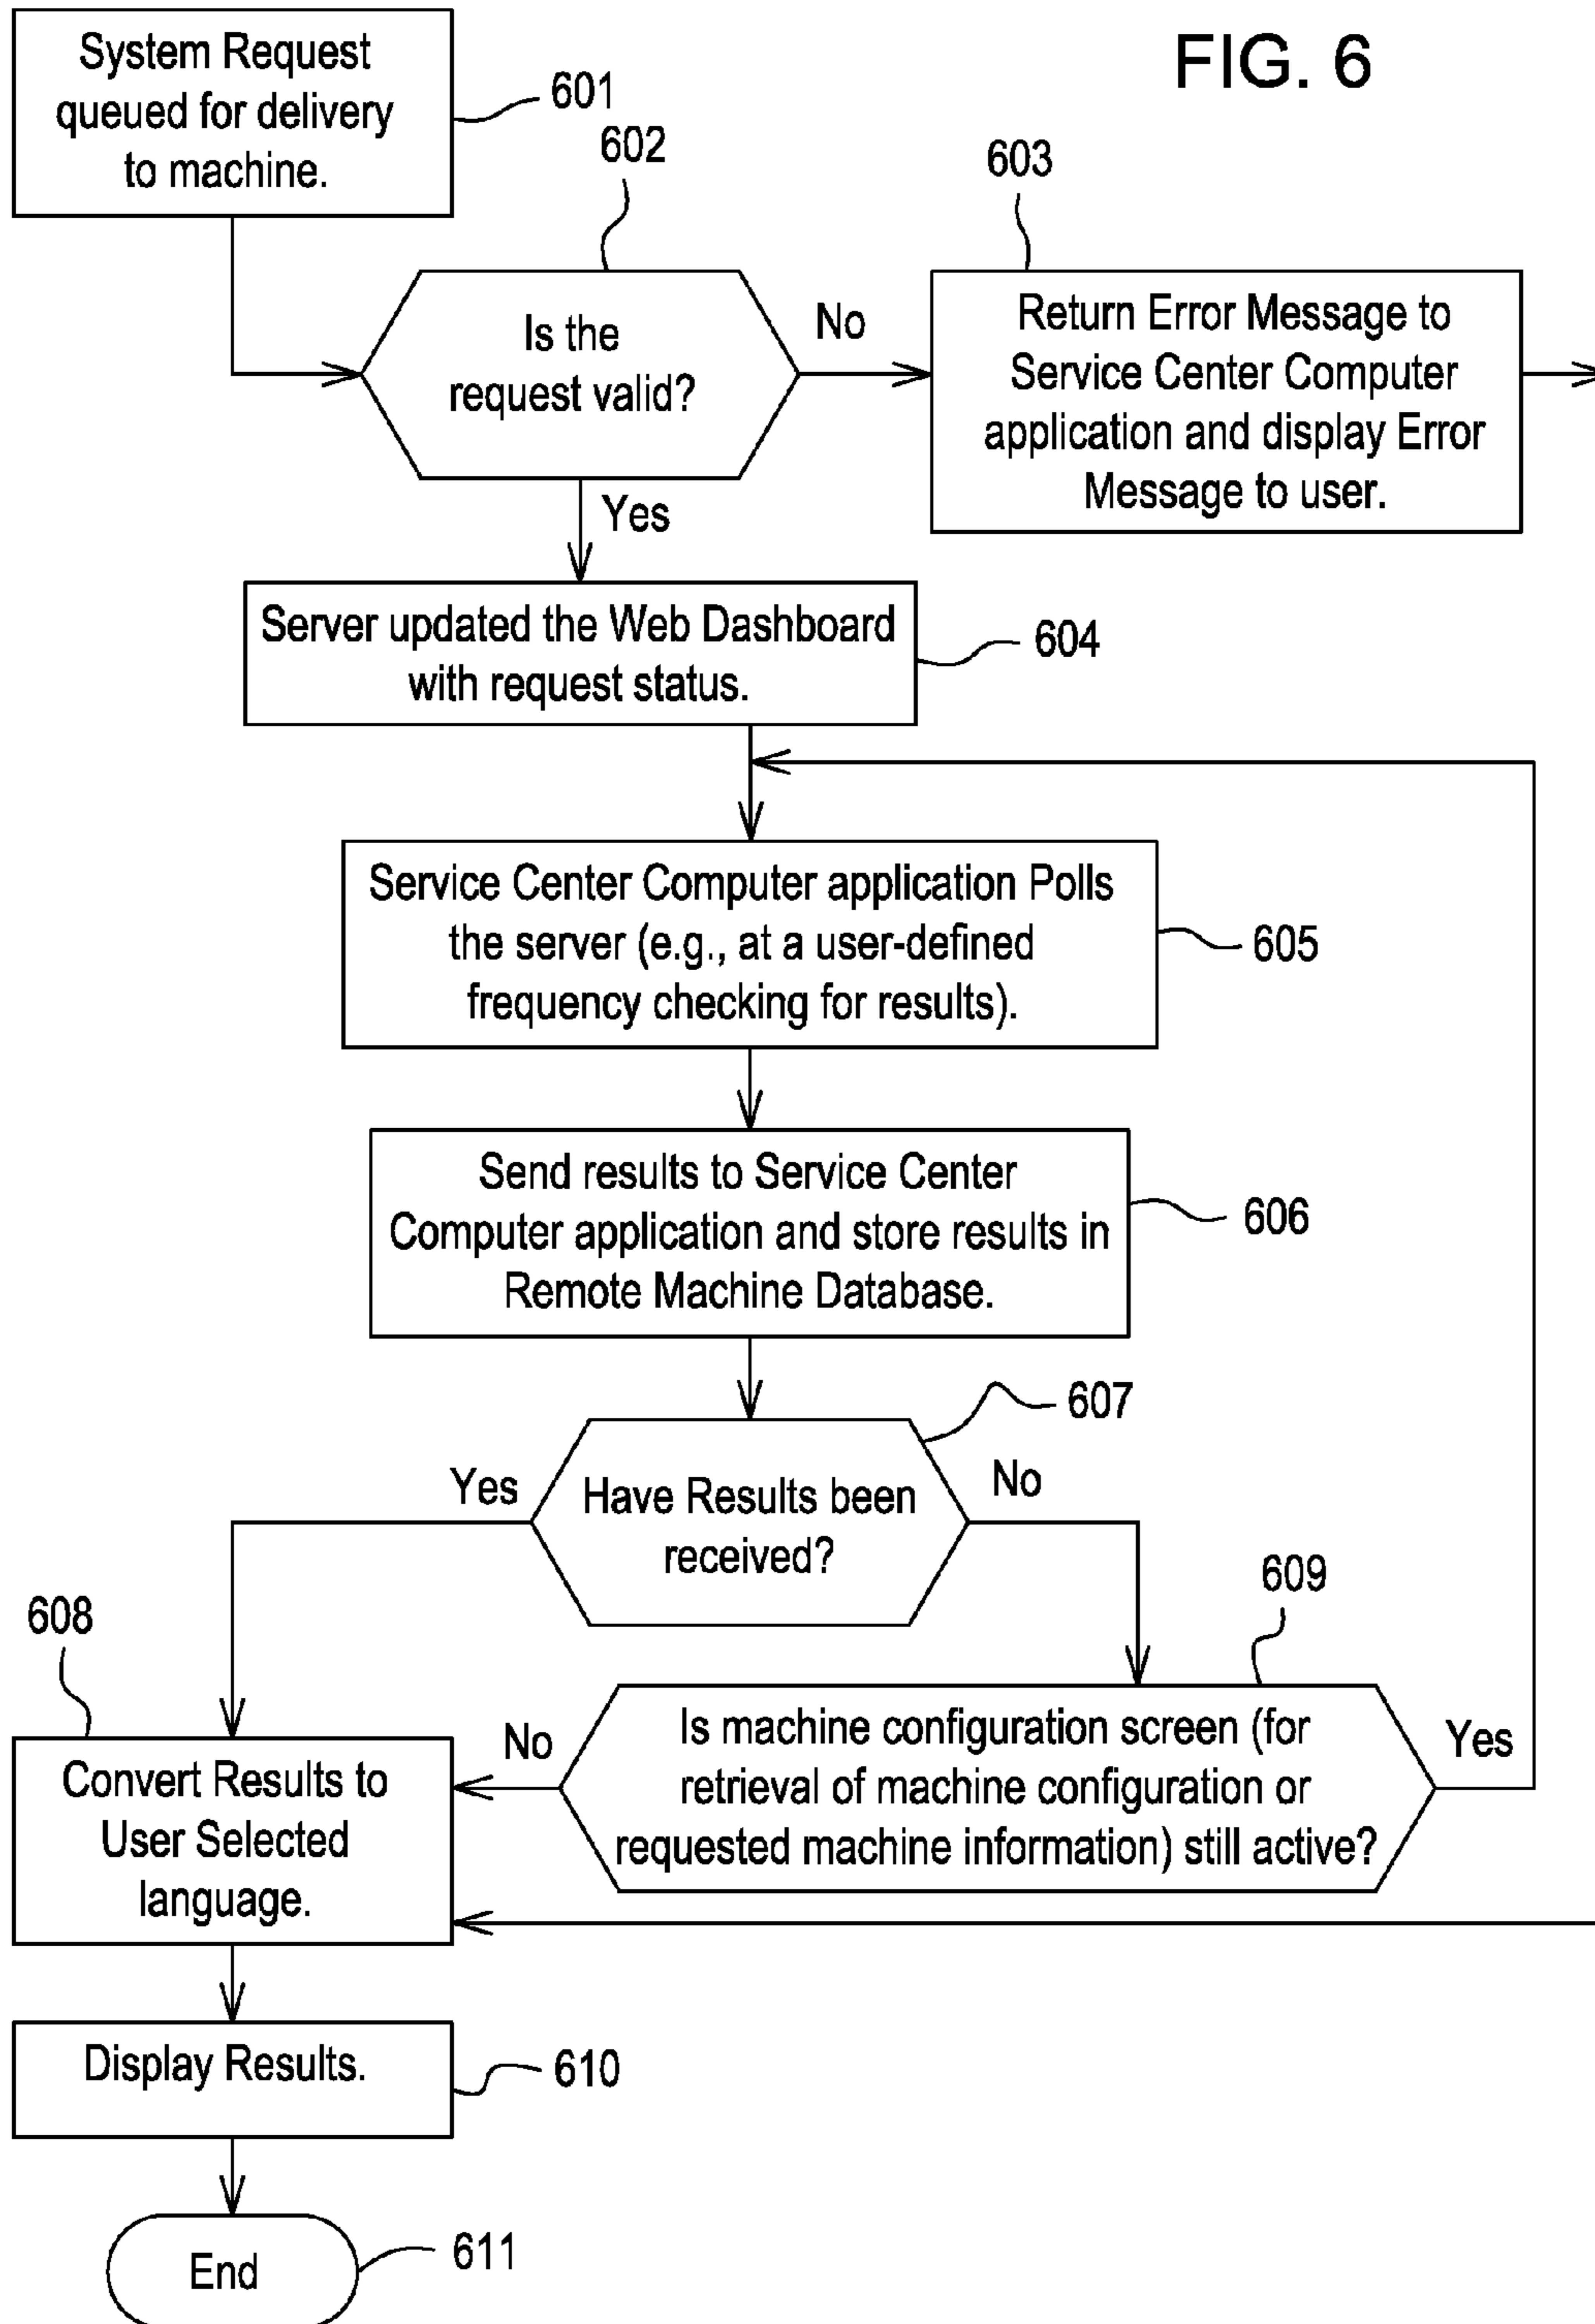 FIG. 6
System Request
queued for delivery
to machine.
601
602
603
Is the
request valid?
No
Return Error Message to
Service Center Computer
application and display Error
Message to user.
Yes
Server updated the Web Dashboard
with request status.
604
Service Center Computer application Polls
the server (e.g., at a user-defined
frequency checking for results).
605
Send results to Service Center
Computer application and store results in
Remote Machine Database.
606
607
Yes
Have Results been
received?
No
609
608
Convert Results to
User Selected
language.
No
Is machine configuration screen (for
retrieval of machine configuration or
requested machine information) still active?
Yes
Display Results.
610
End
611